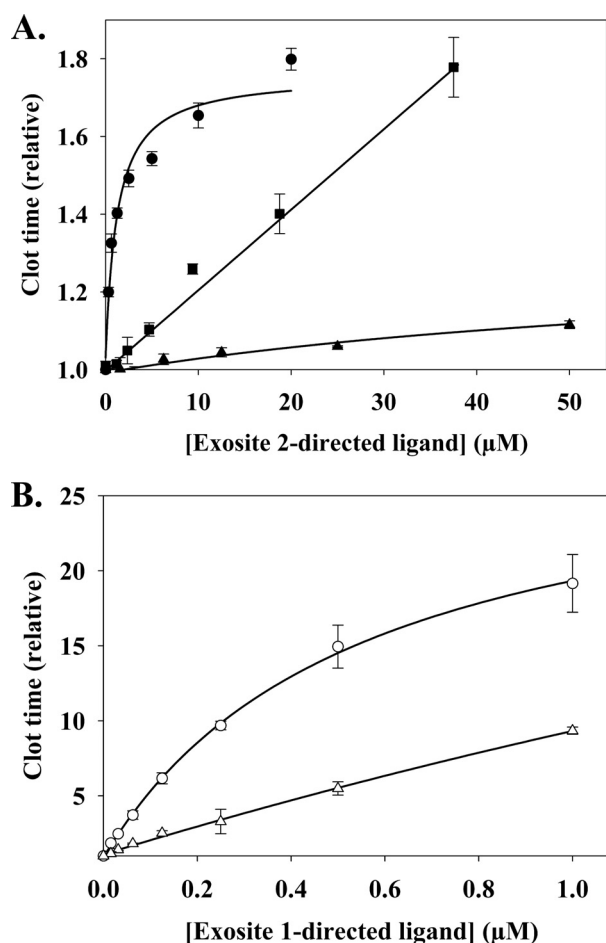 A.
1.8
1.6
1.4
1.2
1.0
Clot time (relative)
0 10 20 30 40 50
[Exosite 2-directed ligand] (μM)
B.
25
20
15
10
5
Clot time (relative)
0.0 0.2 0.4 0.6 0.8 1.0
[Exosite 1-directed ligand] (μM)